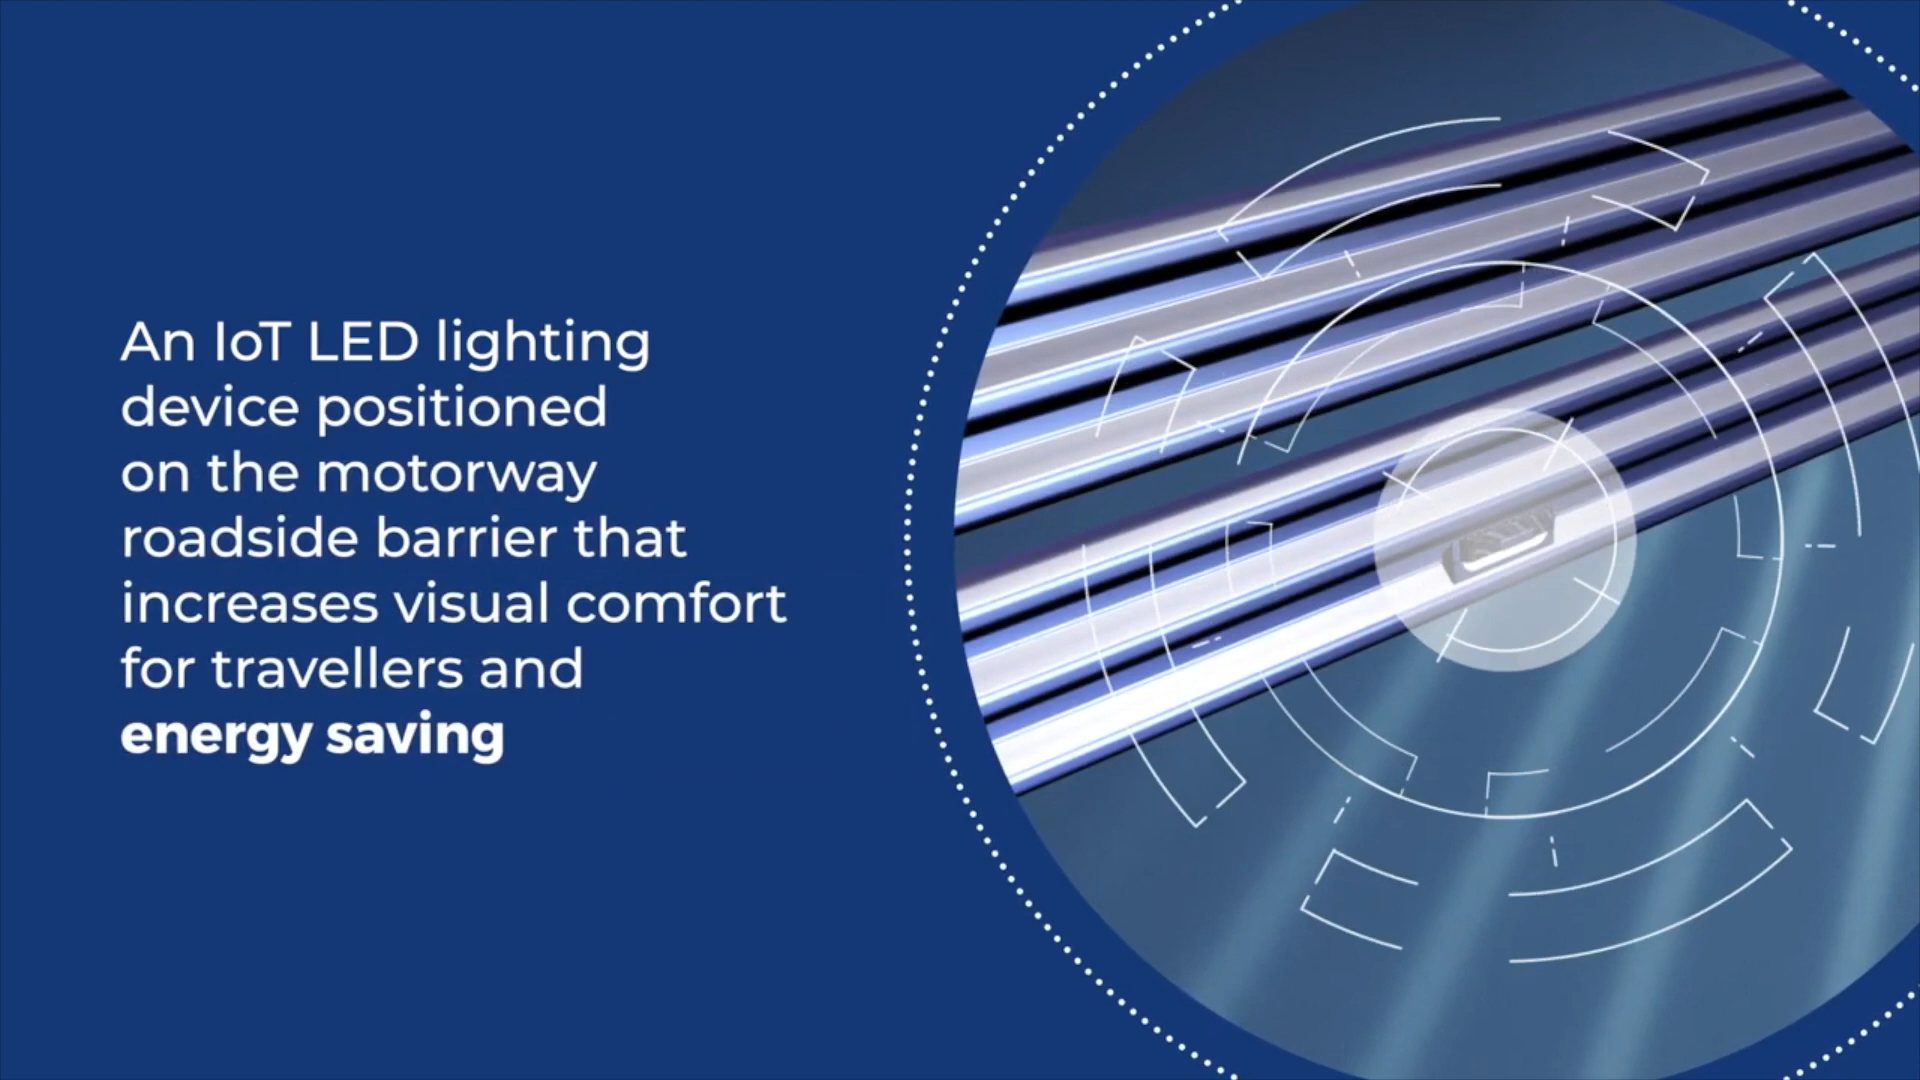 An IoT LED lighting
device positioned
on the motorway
roadside barrier that
increases visual comfort
for travellers and
energy saving